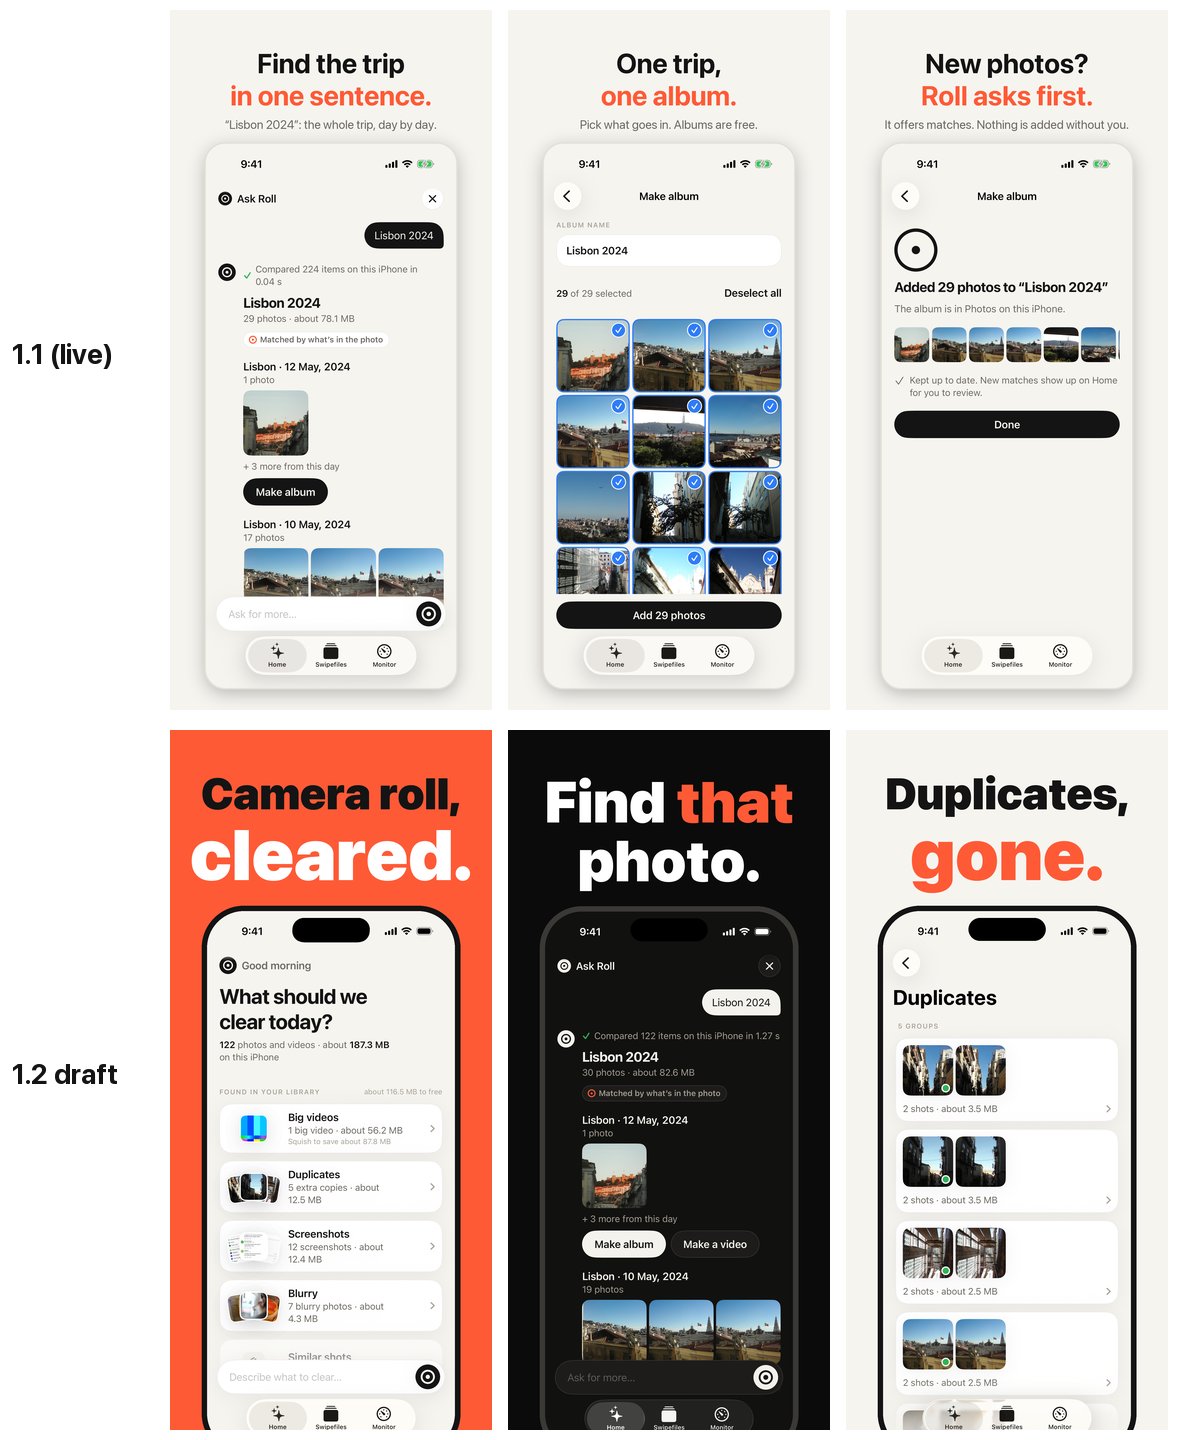 1.1 (live)
Find the trip
in one sentence.
“Lisbon 2024”: the whole trip, day by day.
9:41
Ask Roll
Lisbon 2024
Compared 224 items on this iPhone in
0.04 s
Lisbon 2024
29 photos · about 78.1 MB
Matched by what's in the photo
Lisbon · 12 May, 2024
1 photo
+ 3 more from this day
Make album
Lisbon · 10 May, 2024
17 photos
Ask for more...
Home
Swipefiles
Monitor
One trip,
one album.
Pick what goes in. Albums are free.
9:41
Make album
ALBUM NAME
Lisbon 2024
29 of 29 selected
Deselect all
Add 29 photos
Home
Swipefiles
Monitor
New photos?
Roll asks first.
It offers matches. Nothing is added without you.
9:41
Make album
Added 29 photos to “Lisbon 2024”
The album is in Photos on this iPhone.
Kept up to date. New matches show up on Home
for you to review.
Done
Home
Swipefiles
Monitor
1.2 draft
Camera roll,
cleared.
9:41
Good morning
What should we
clear today?
122 photos and videos · about 187.3 MB
on this iPhone
FOUND IN YOUR LIBRARY
about 116.5 MB to free
Big videos
1 big video · about 56.2 MB
Squish to save about 87.8 MB
Duplicates
5 extra copies · about
12.5 MB
Screenshots
12 screenshots · about
12.4 MB
Blurry
7 blurry photos · about
4.3 MB
Similar shots
Describe what to clear...
Home
Swipefiles
Monitor
Find that
photo.
9:41
Ask Roll
Lisbon 2024
Compared 122 items on this iPhone in 1.27 s
Lisbon 2024
30 photos · about 82.6 MB
Matched by what's in the photo
Lisbon · 12 May, 2024
1 photo
+ 3 more from this day
Make album
Make a video
Lisbon · 10 May, 2024
19 photos
Ask for more...
Home
Swipefiles
Monitor
Duplicates,
gone.
9:41
Duplicates
5 GROUPS
2 shots · about 3.5 MB
2 shots · about 3.5 MB
2 shots · about 2.5 MB
2 shots · about 2.5 MB
Home
Swipefiles
Monitor